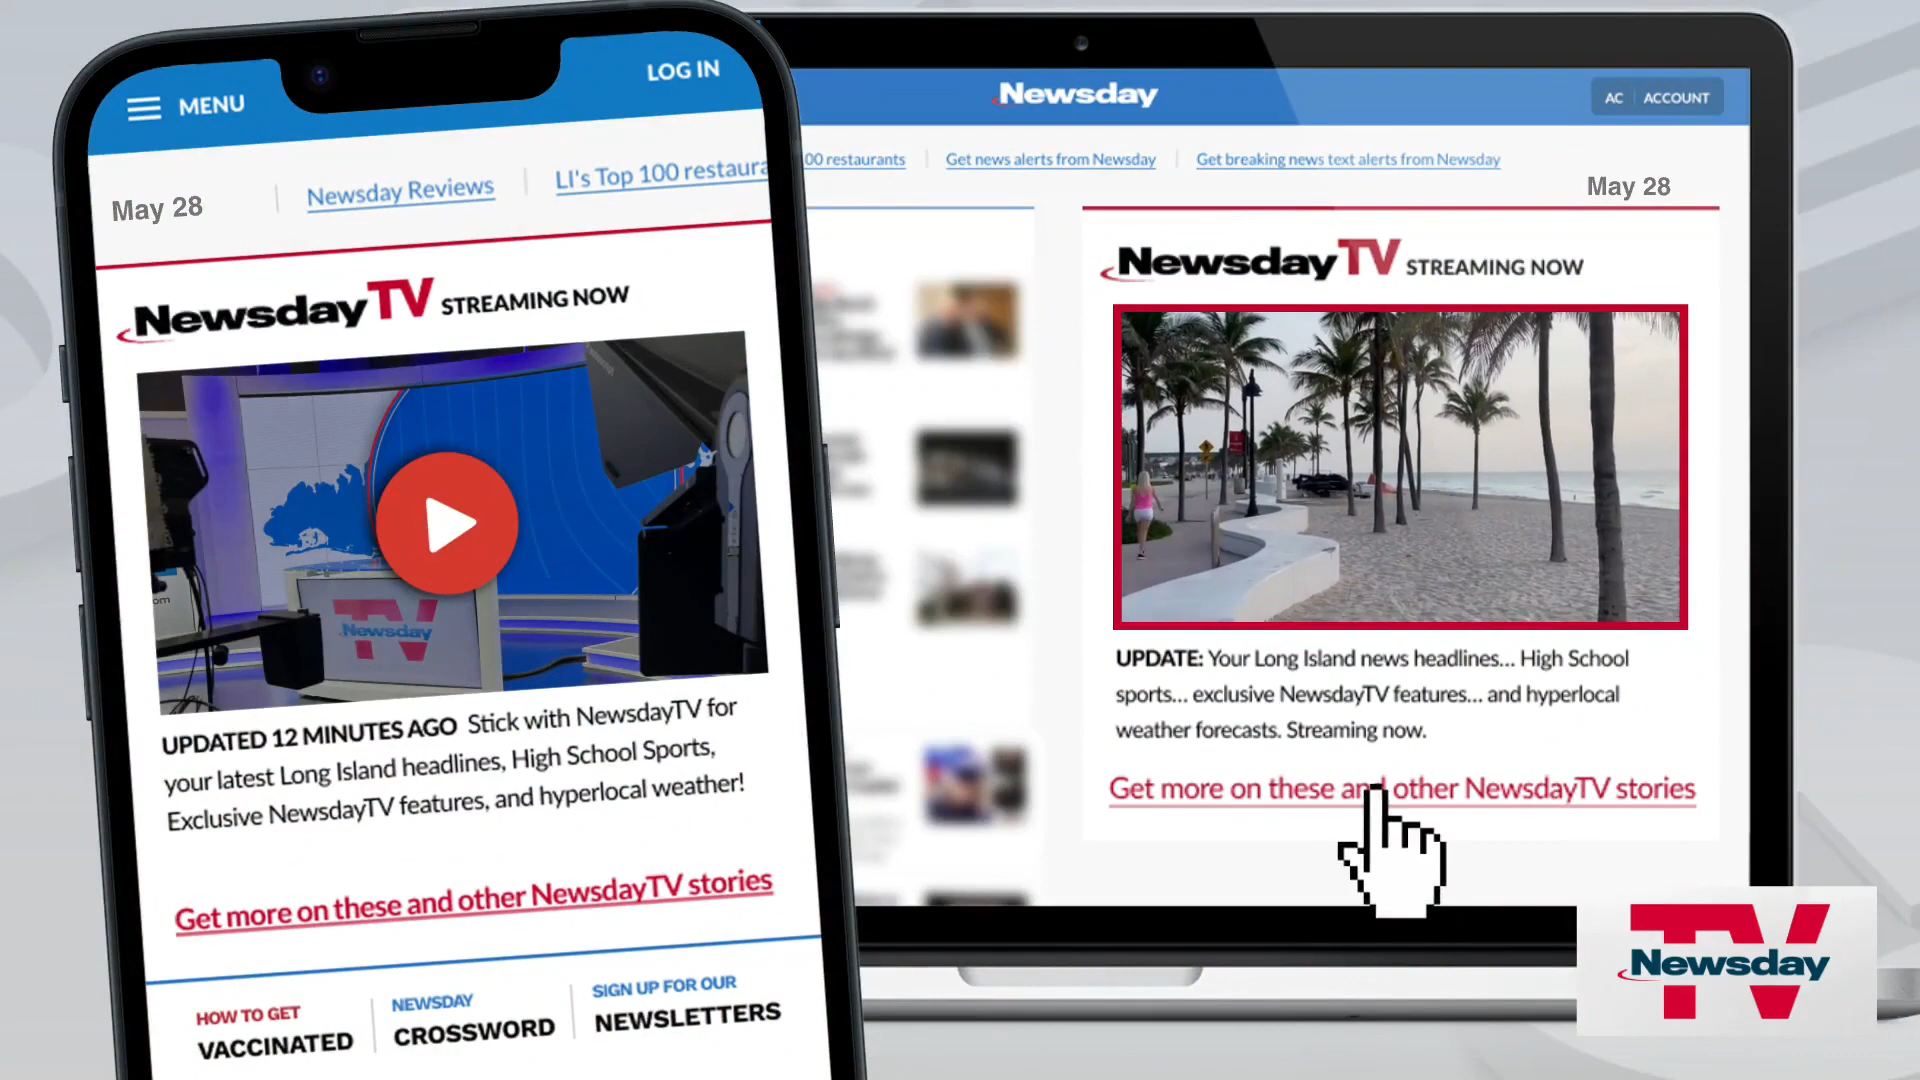 MENU
LOG IN
May 28
Newsday Reviews
LI's Top 100 restaura
NewsdayTV STREAMING NOW
Newsday
TV
UPDATED 12 MINUTES AGO Stick with NewsdayTV for
your latest Long Island headlines, High School Sports,
Exclusive NewsdayTV features, and hyperlocal weather!
Get more on these and other NewsdayTV stories
HOW TO GET
VACCINATED
NEWSDAY
CROSSWORD
SIGN UP FOR OUR
NEWSLETTERS
Newsday
AC ACCOUNT
00 restaurants
Get news alerts from Newsday
Get breaking news text alerts from Newsday
May 28
NewsdayTV STREAMING NOW
UPDATE: Your Long Island news headlines... High School
sports... exclusive NewsdayTV features... and hyperlocal
weather forecasts. Streaming now.
Get more on these and other NewsdayTV stories
TV
Newsday